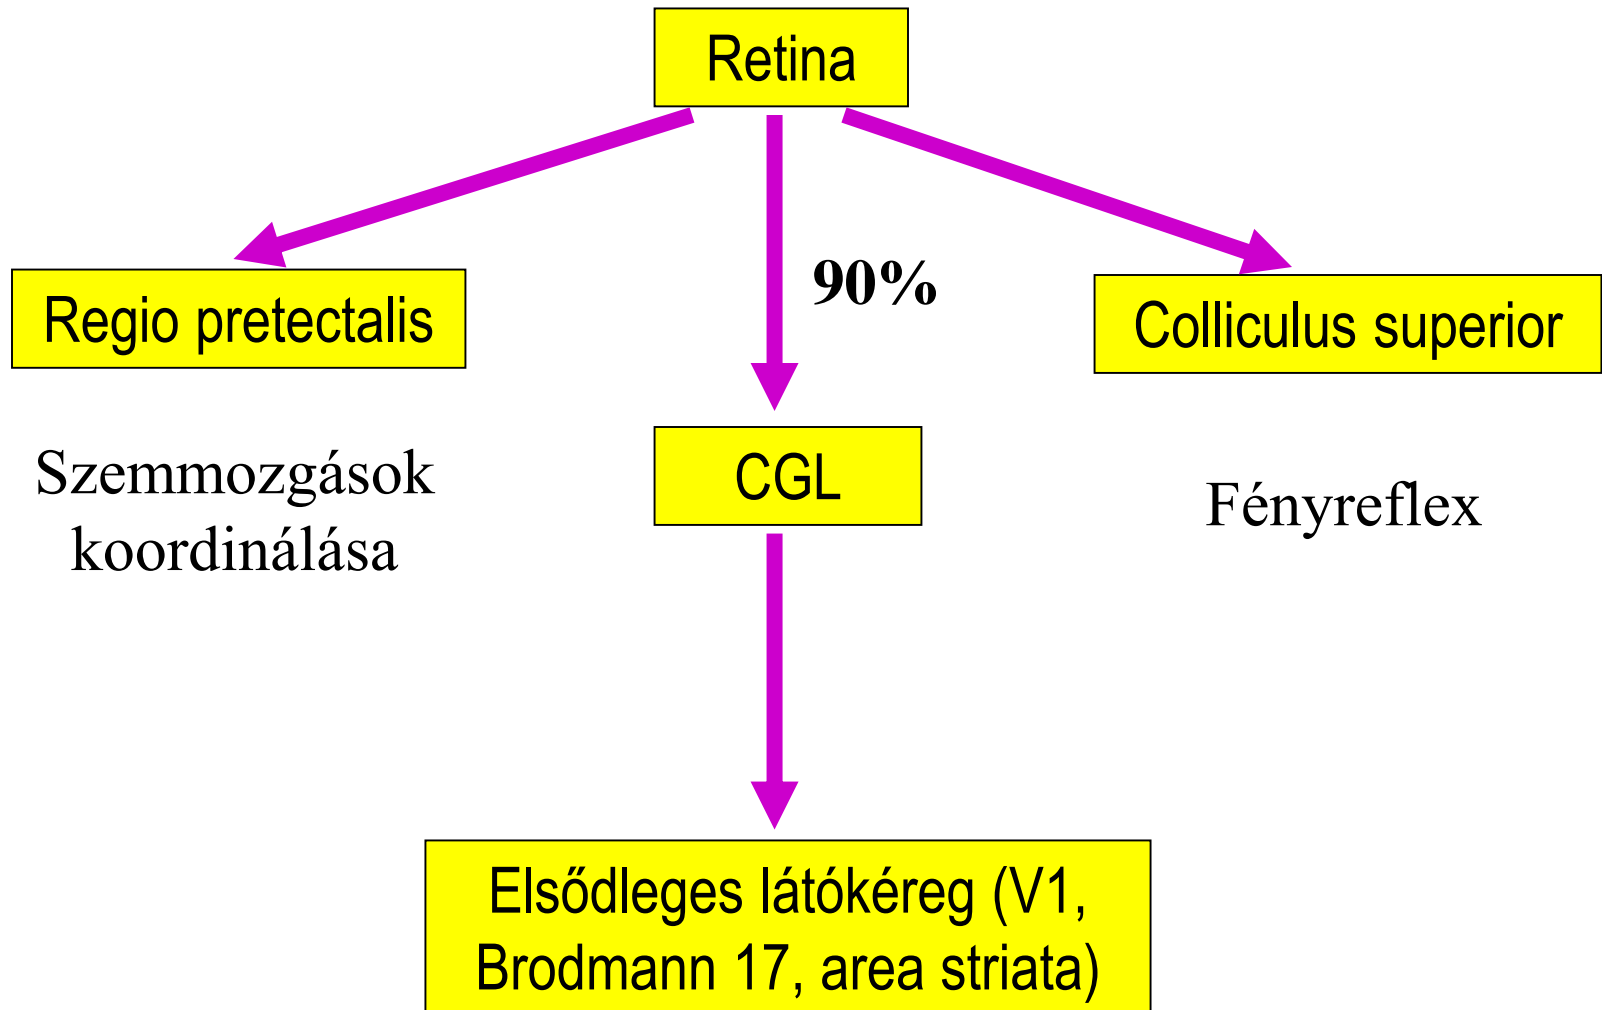 Retina
90%
Regio pretectalis
Colliculus superior
Szemmozgások
koordinálása
CGL
Fényreflex
Elsődleges látókéreg (V1,
Brodmann 17, area striata)